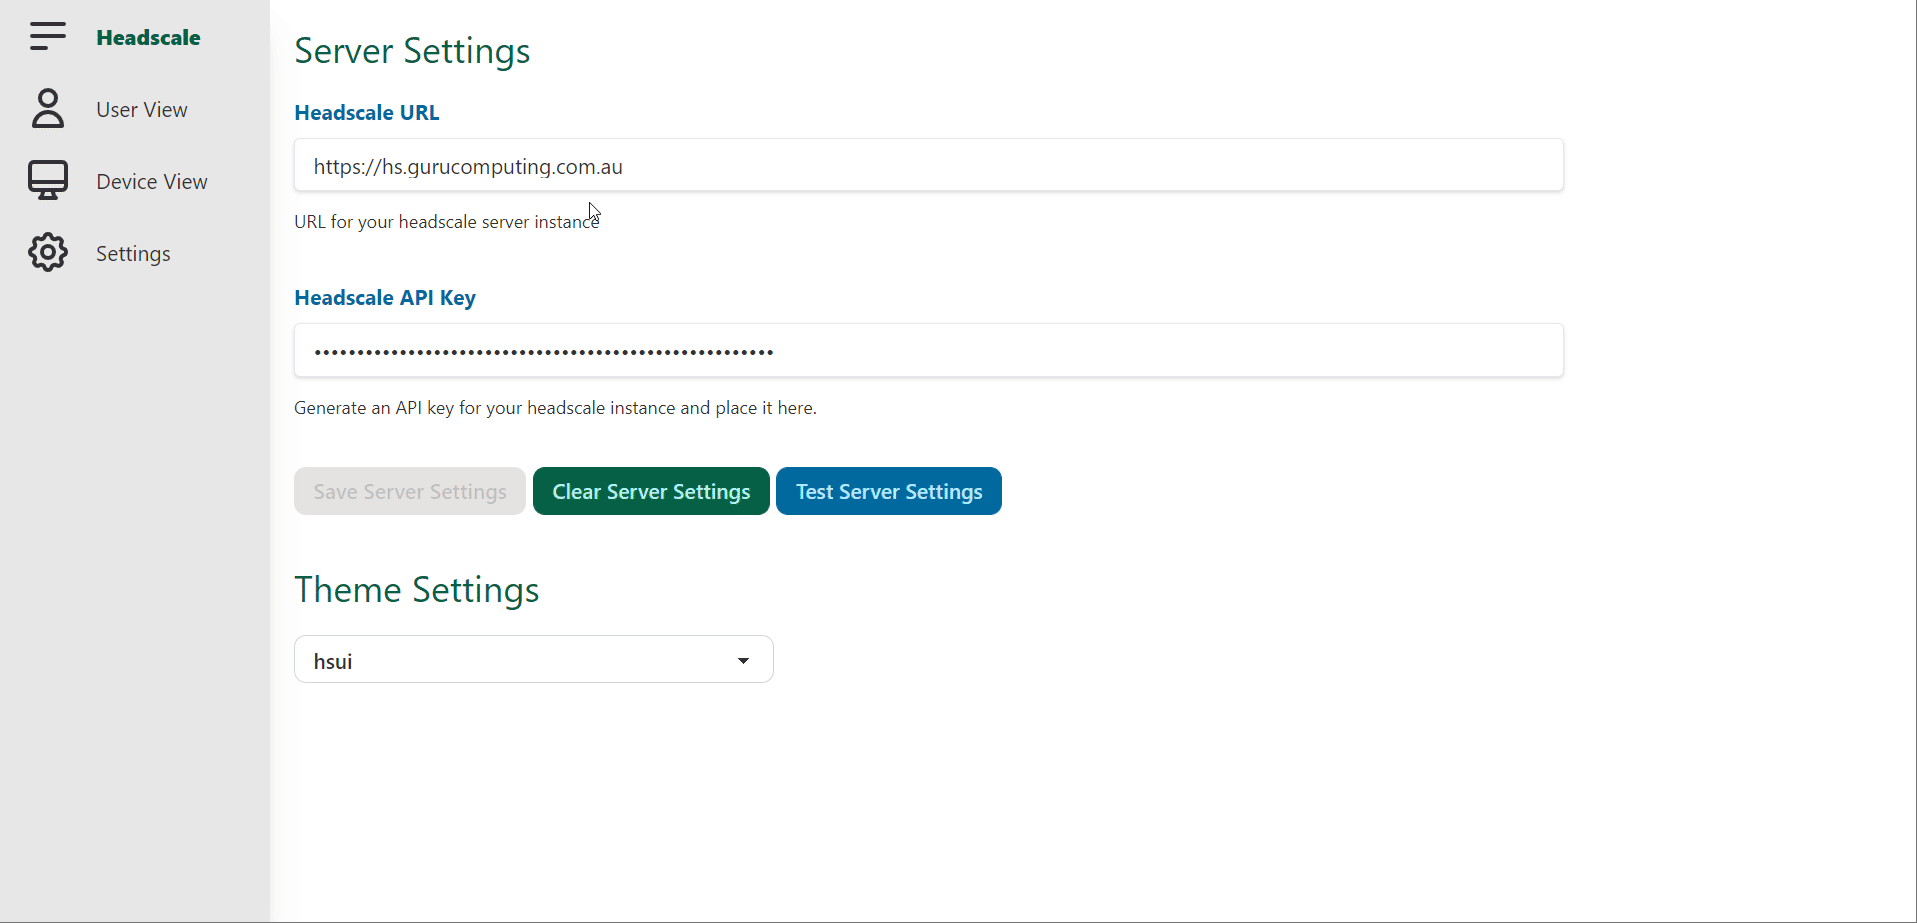 Headscale
User View
Device View
Settings
Server Settings
Headscale URL
https://hs.gurucomputing.com.au
URL for your headscale server instance
Headscale API Key
••••••••••••••••••••••••••••••••••••••••••••••••••••••
Generate an API key for your headscale instance and place it here.
Save Server Settings
Clear Server Settings
Test Server Settings
Theme Settings
hsui